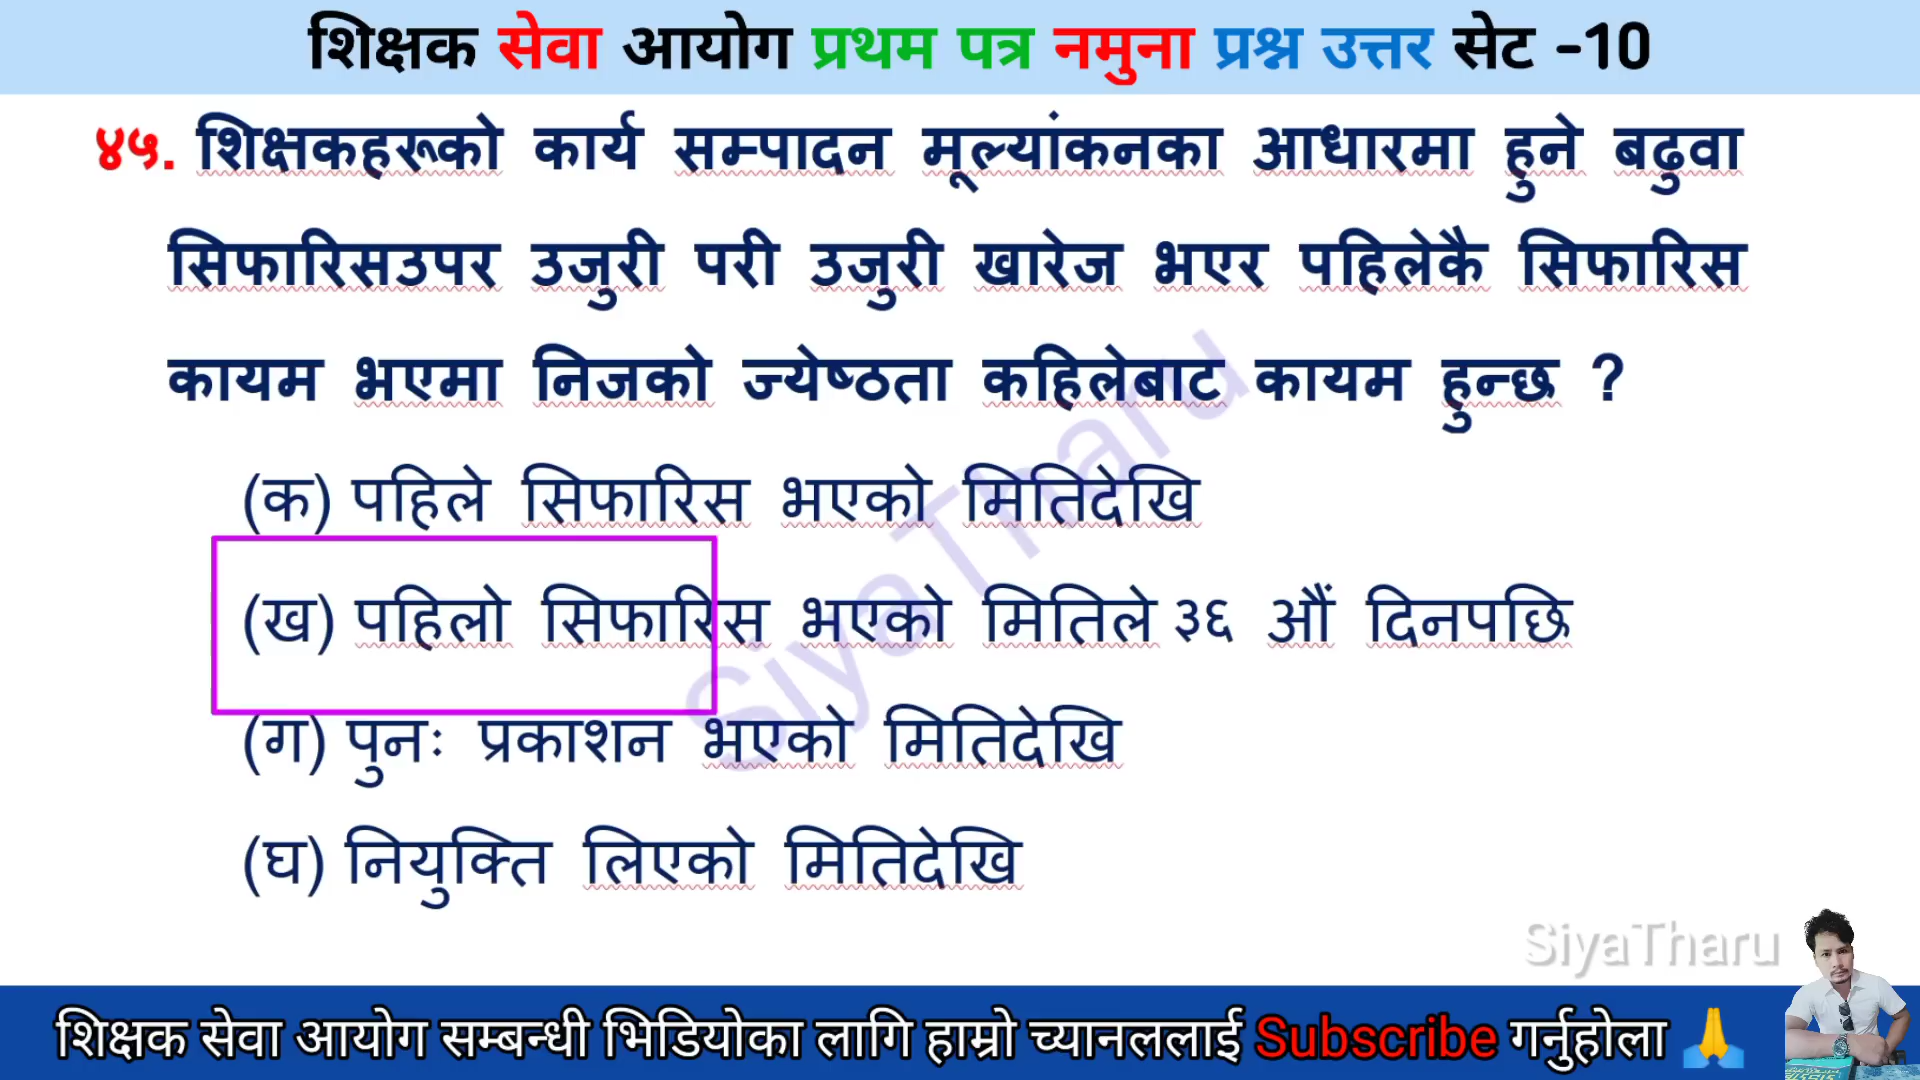 शिक्षक सेवा आयोग प्रथम पत्र नमुना प्रश्न उत्तर सेट -10
४५. शिक्षकहरूको कार्य सम्पादन मूल्यांकनका आधारमा हुने बढुवा
सिफारिसउपर उजुरी परी उजुरी खारेज भएर पहिलेकै सिफारिस
कायम भएमा निजको ज्येष्ठता कहिलेबाट कायम हुन्छ ?
(क) पहिले सिफारिस भएको मितिदेखि
(ख) पहिलो सिफारिस भएको मितिले ३६ औं दिनपछि
(ग) पुनः प्रकाशन भएको मितिदेखि
(घ) नियुक्ति लिएको मितिदेखि
SiyaTharu
SiyaTharu
शिक्षक सेवा आयोग सम्बन्धी भिडियोका लागि हाम्रो च्यानललाई Subscribe गर्नुहोला 🙏